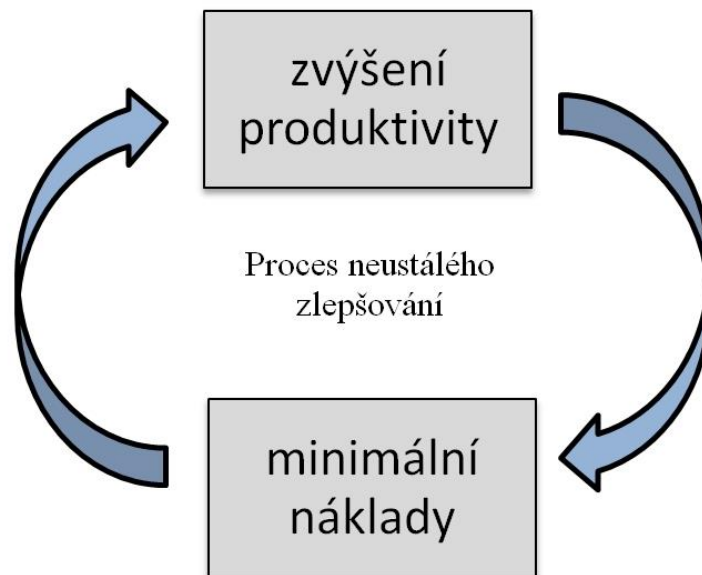 zvýšení
produktivity
Proces neustálého
zlepšování
minimální
náklady